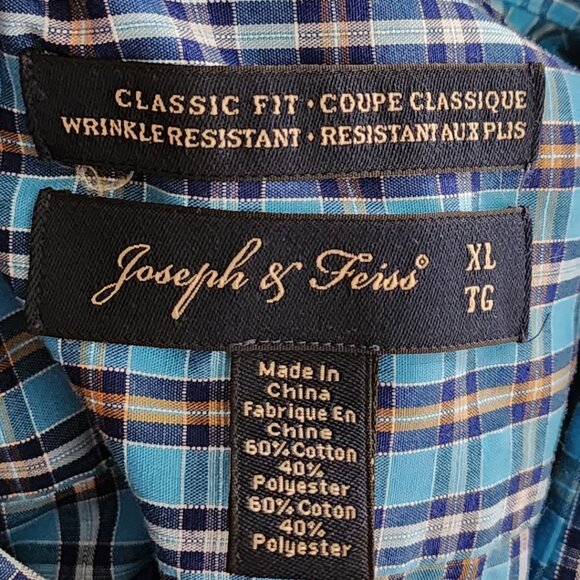 CLASSIC FIT · COUPE CLASSIQUE
WRINKLE RESISTANT · RESISTANT AUX PLIS
Joseph & Feiss®
XL
TG
Made In
China
Fabrique En
Chine
60% Cotton
40%
Polyester
60% Coton
40%
Polyester